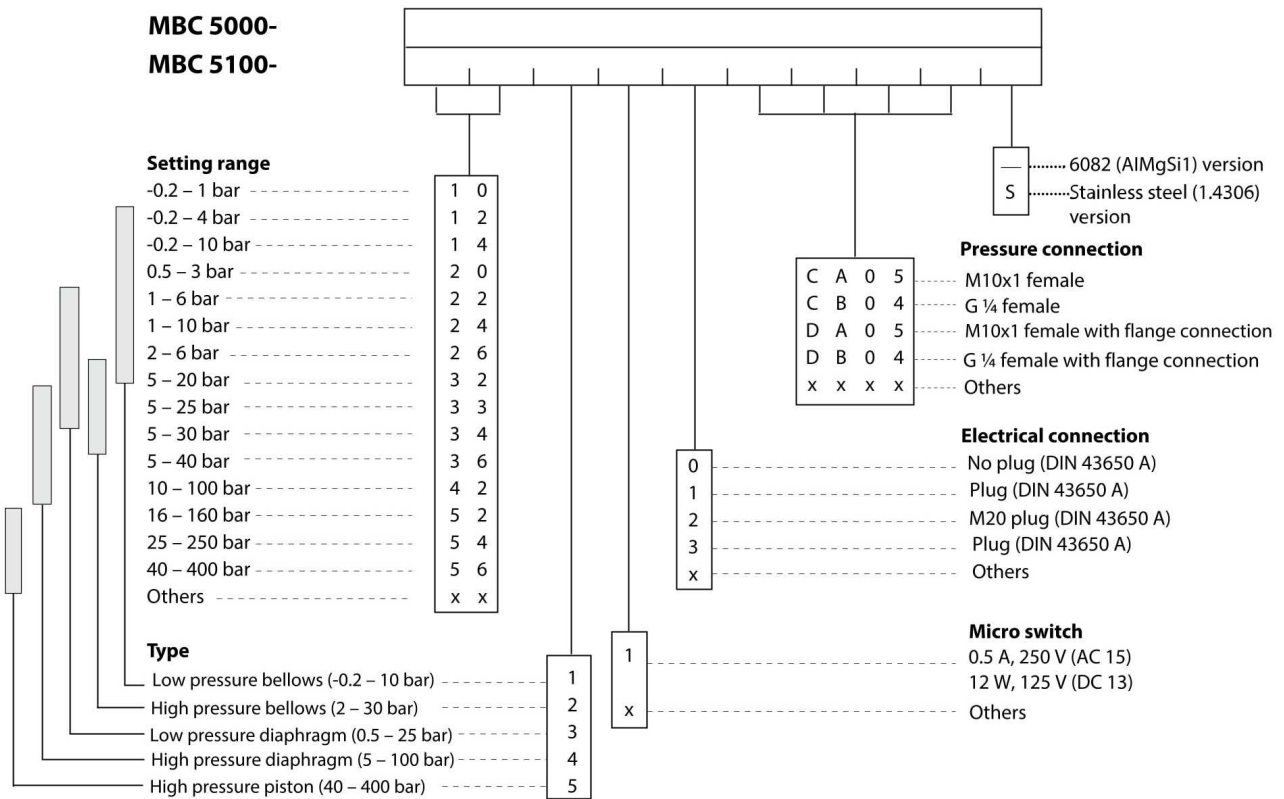 MBC 5000-
MBC 5100-
Setting range
-0.2 – 1 bar 1 0
-0.2 – 4 bar 1 2
-0.2 – 10 bar 1 4
0.5 – 3 bar 2 0
1 – 6 bar 2 2
1 – 10 bar 2 4
2 – 6 bar 2 6
5 – 20 bar 3 2
5 – 25 bar 3 3
5 – 30 bar 3 4
5 – 40 bar 3 6
10 – 100 bar 4 2
16 – 160 bar 5 2
25 – 250 bar 5 4
40 – 400 bar 5 6
Others x x
Type
Low pressure bellows (-0.2 – 10 bar) 1
High pressure bellows (2 – 30 bar) 2
Low pressure diaphragm (0.5 – 25 bar) 3
High pressure diaphragm (5 – 100 bar) 4
High pressure piston (40 – 400 bar) 5
— 6082 (AlMgSi1) version
S Stainless steel (1.4306)
version
Pressure connection
C A 0 5 M10x1 female
C B 0 4 G ¼ female
D A 0 5 M10x1 female with flange connection
D B 0 4 G ¼ female with flange connection
x x x x Others
Electrical connection
0 No plug (DIN 43650 A)
1 Plug (DIN 43650 A)
2 M20 plug (DIN 43650 A)
3 Plug (DIN 43650 A)
x Others
Micro switch
1 0.5 A, 250 V (AC 15)
12 W, 125 V (DC 13)
x Others